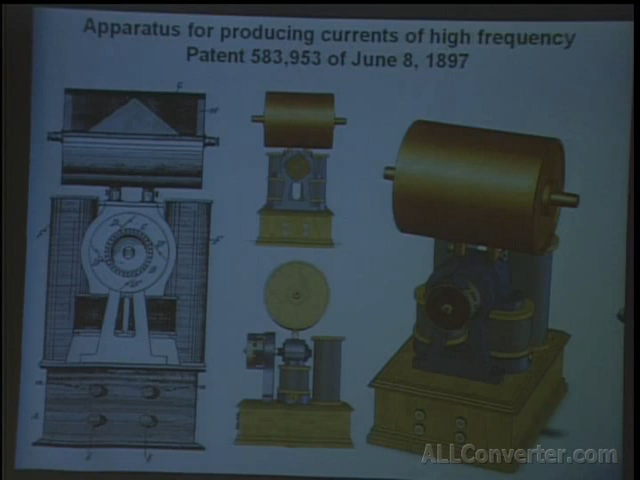 Apparatus for producing currents of high frequency
Patent 583,953 of June 8, 1897
ALLConverter.com